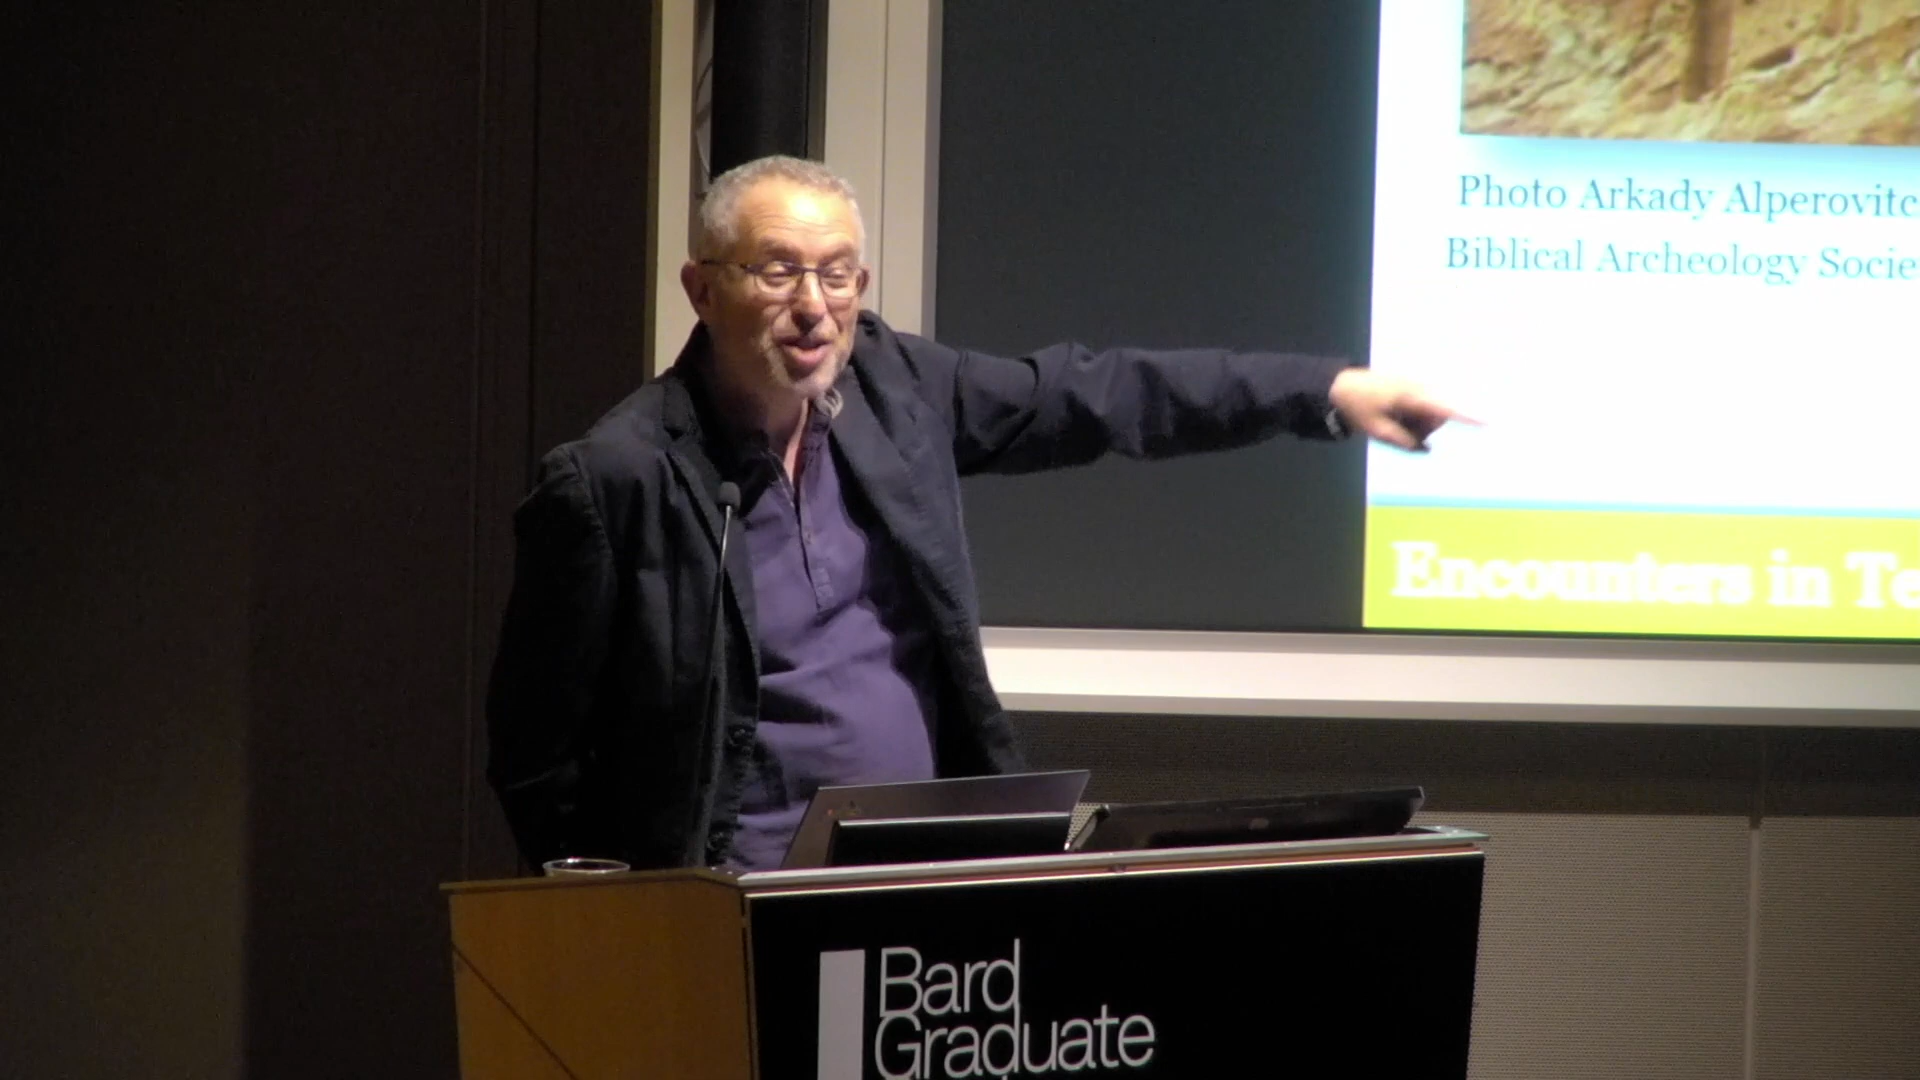 Photo Arkady Alperovitc
Biblical Archeology Socie
Encounters in Te
Bard
Graduate